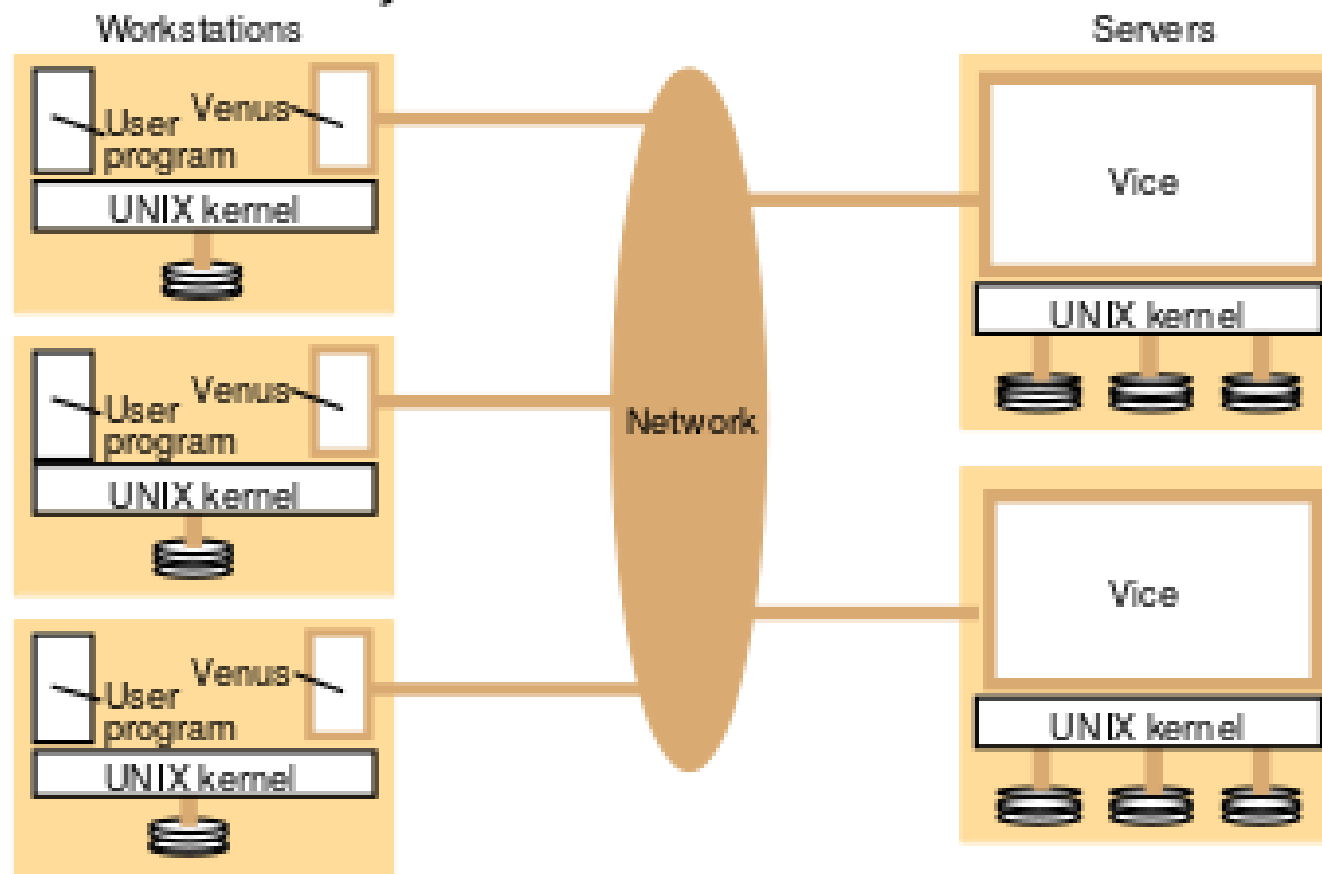 Workstations
Servers
User
program
Venus
UNIX kernel
User
program
Venus
UNIX kernel
User
program
Venus
UNIX kernel
Network
Vice
UNIX kernel
Vice
UNIX kernel